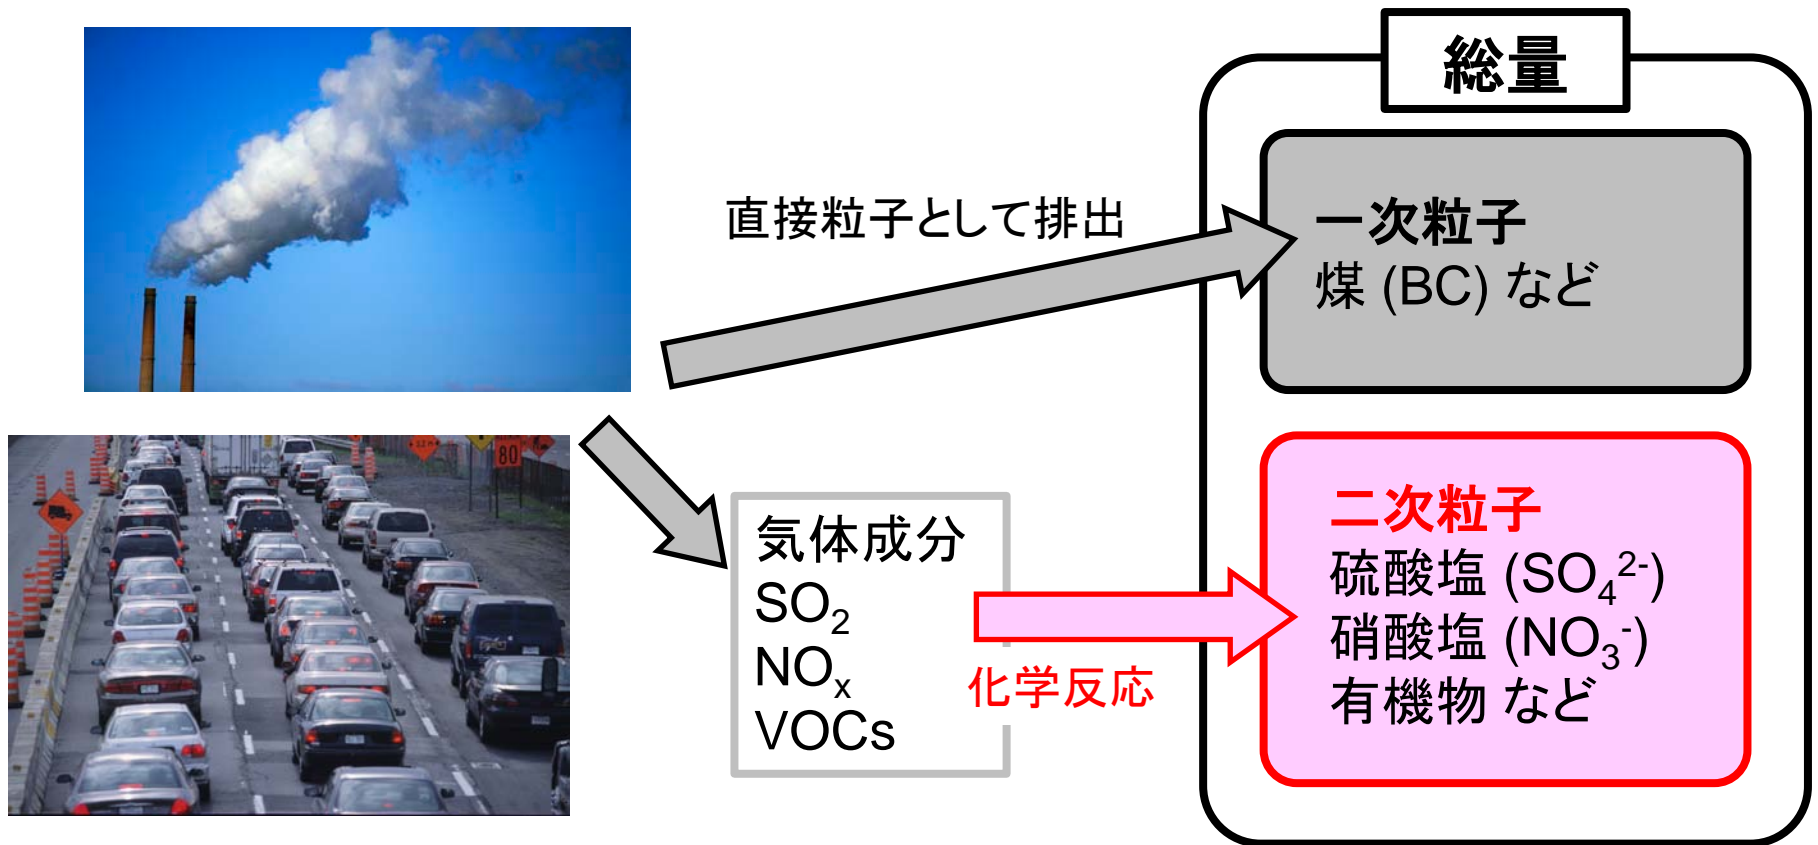 総量
直接粒子として排出
一次粒子
煤 (BC) など
気体成分
SO₂
NOₓ
VOCs
化学反応
二次粒子
硫酸塩 (SO₄²⁻)
硝酸塩 (NO₃⁻)
有機物 など
80